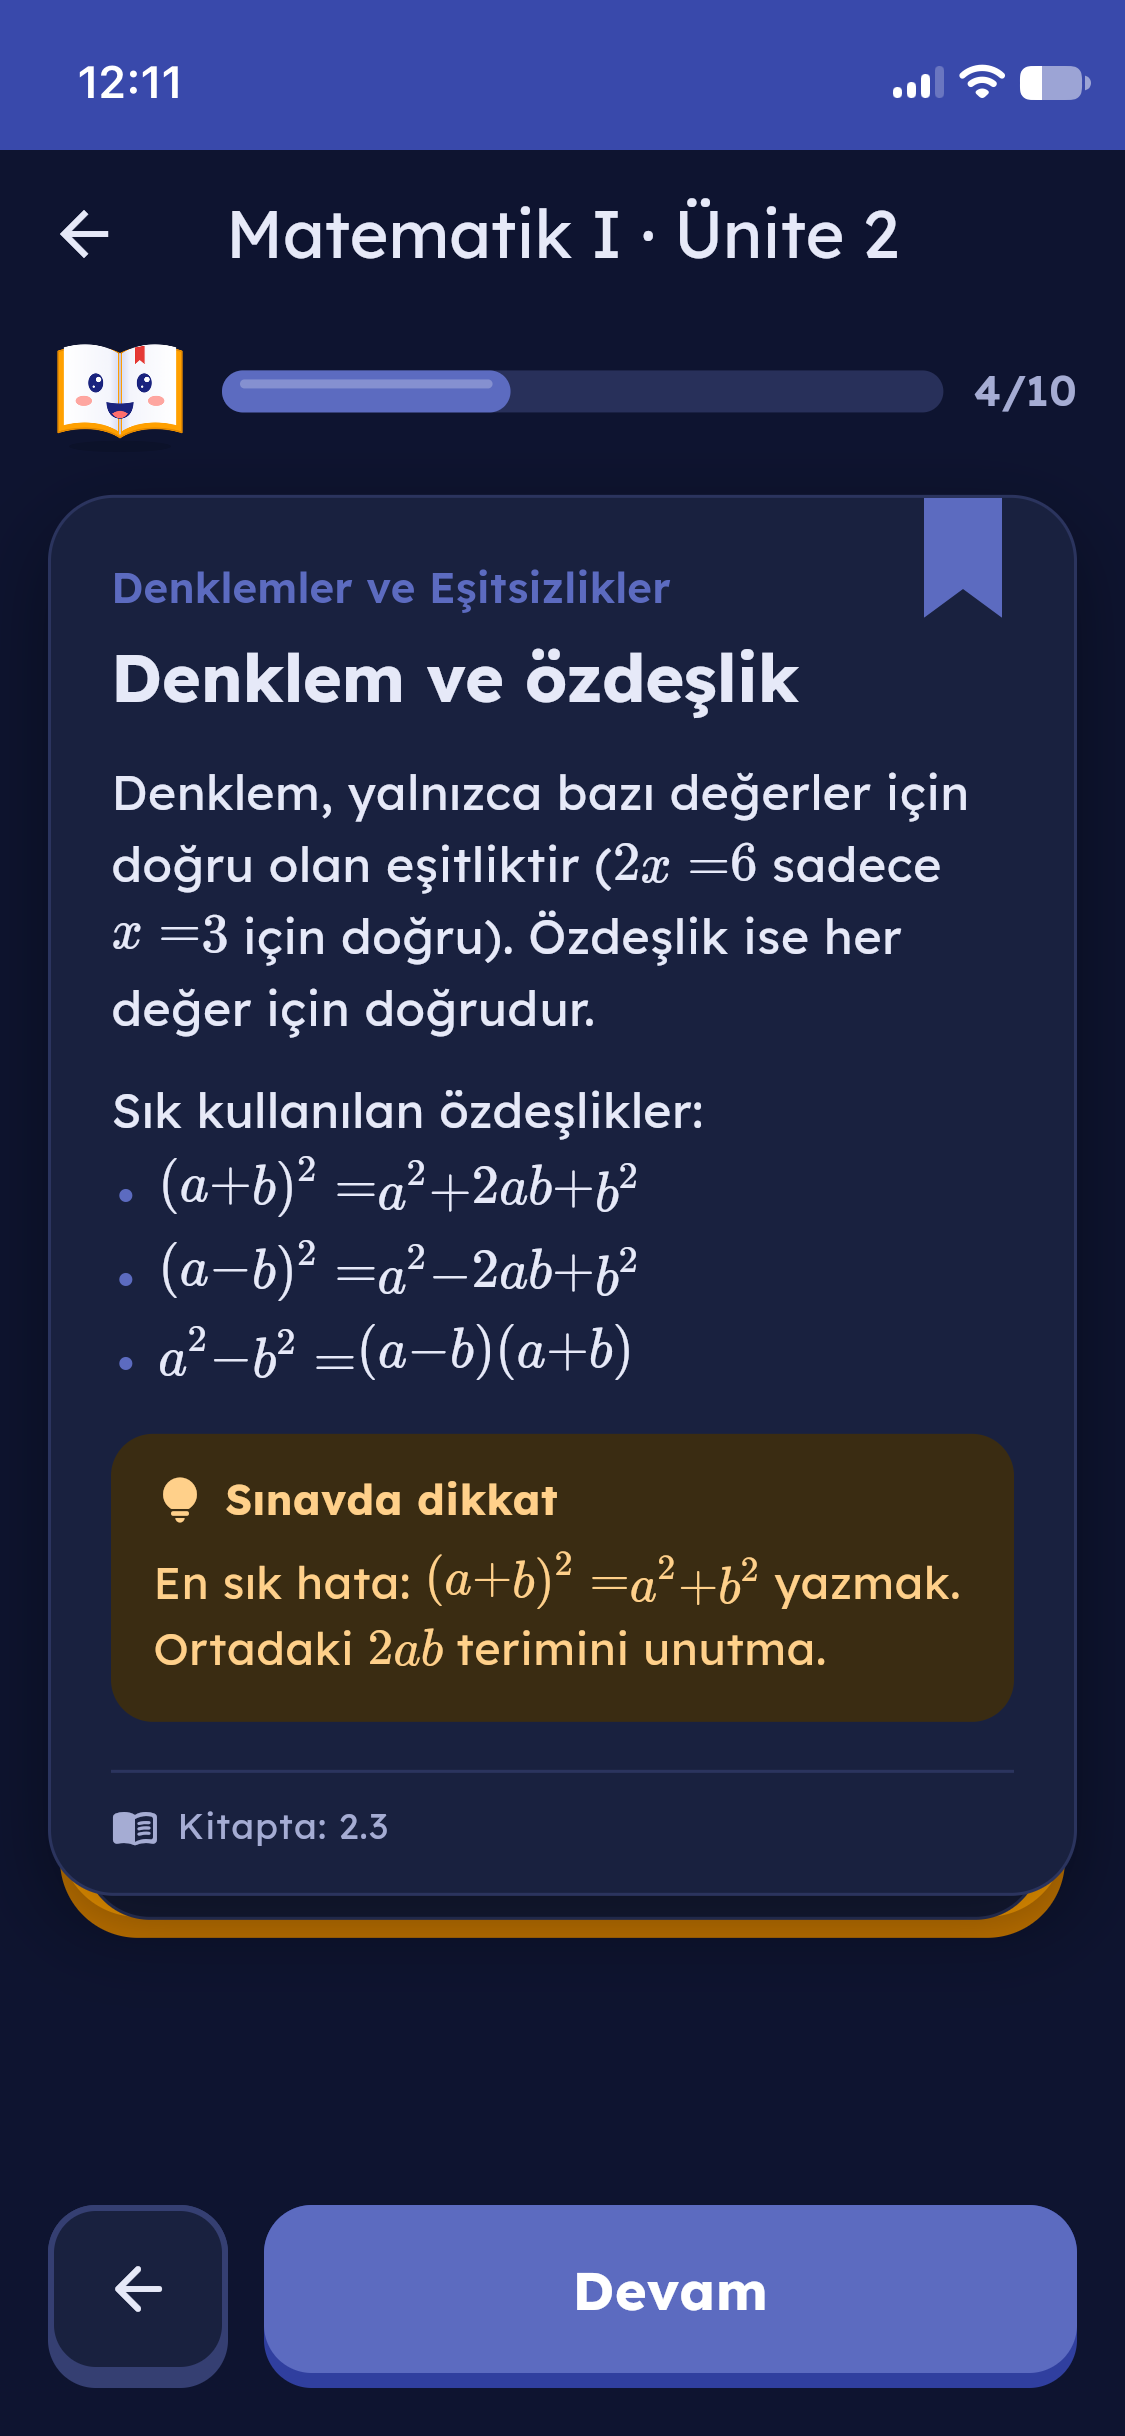 12:11
Matematik I · Ünite 2
4/10
Denklemler ve Eşitsizlikler
Denklem ve özdeşlik
Denklem, yalnızca bazı değerler için
doğru olan eşitliktir (2x =6 sadece
x =3 için doğru). Özdeşlik ise her
değer için doğrudur.
Sık kullanılan özdeşlikler:
• (a+b)² =a²+2ab+b²
• (a−b)² =a²−2ab+b²
• a²−b² =(a−b)(a+b)
Sınavda dikkat
En sık hata: (a+b)² =a²+b² yazmak.
Ortadaki 2ab terimini unutma.
Kitapta: 2.3
Devam